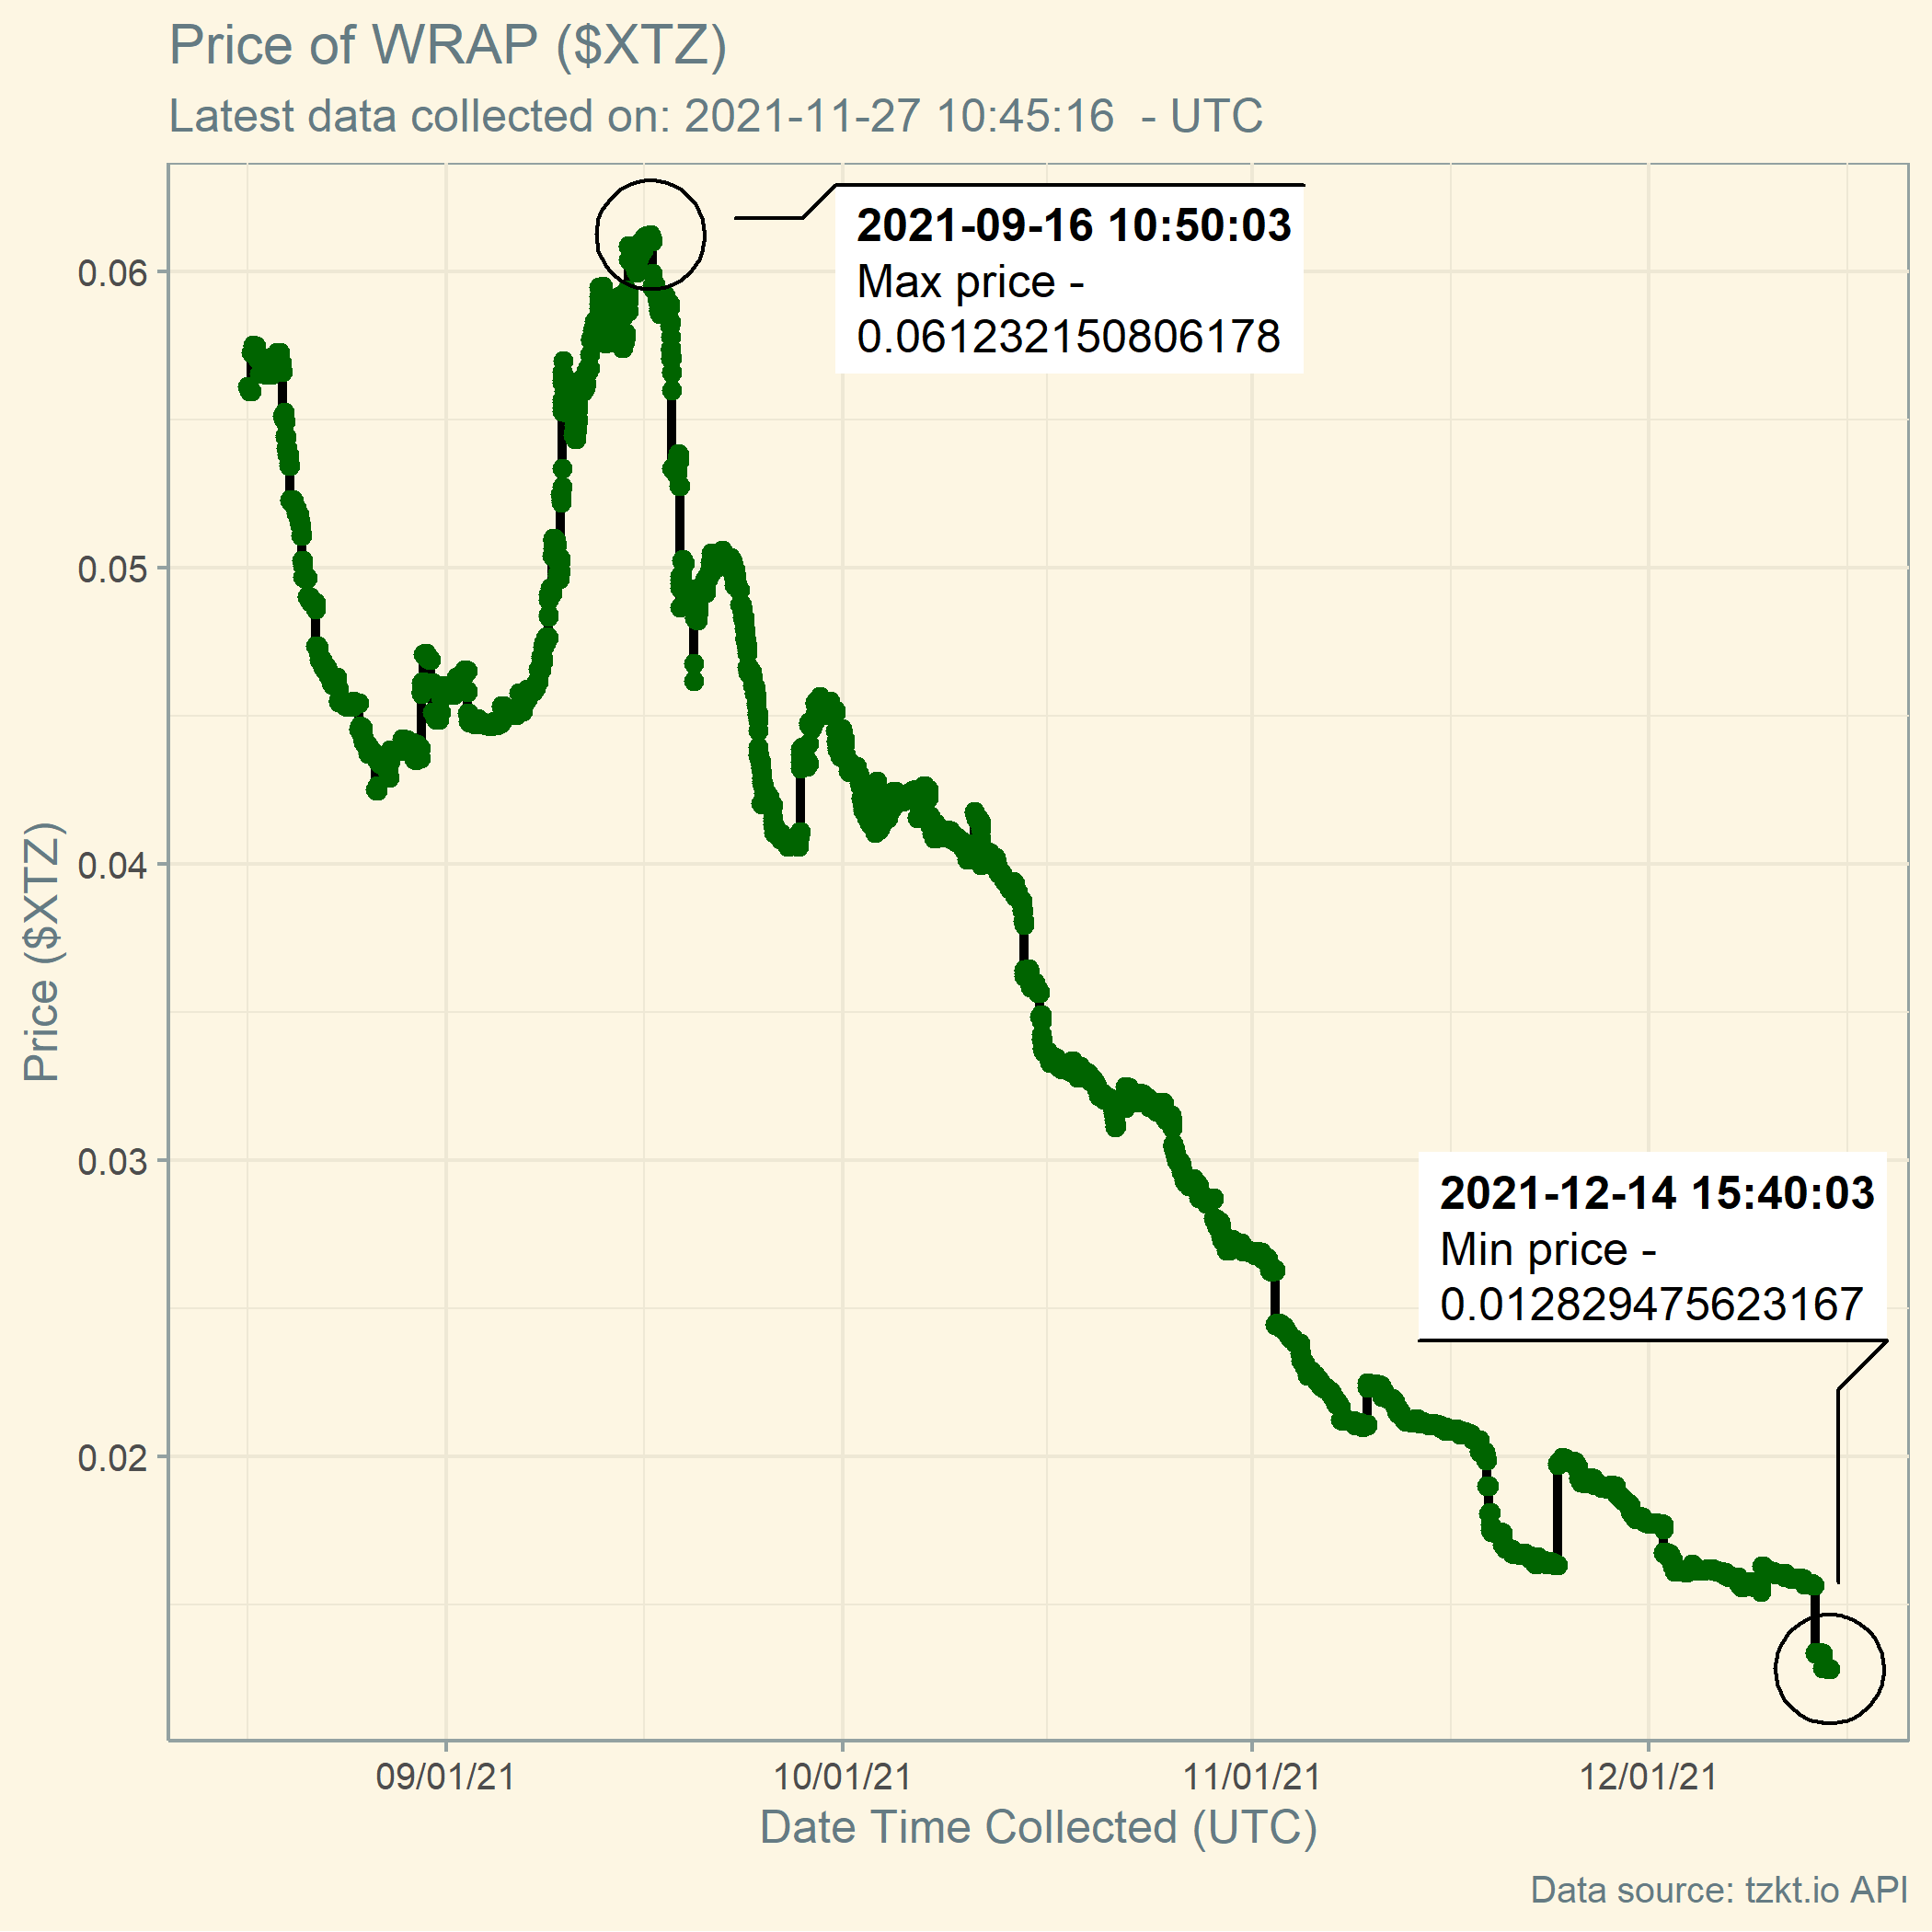 Price of WRAP ($XTZ)
Latest data collected on: 2021-11-27 10:45:16  - UTC
2021-09-16 10:50:03
Max price -
0.061232150806178
0.06
0.05
0.04
0.03
0.02
Price ($XTZ)
2021-12-14 15:40:03
Min price -
0.012829475623167
09/01/21
10/01/21
11/01/21
12/01/21
Date Time Collected (UTC)
Data source: tzkt.io API